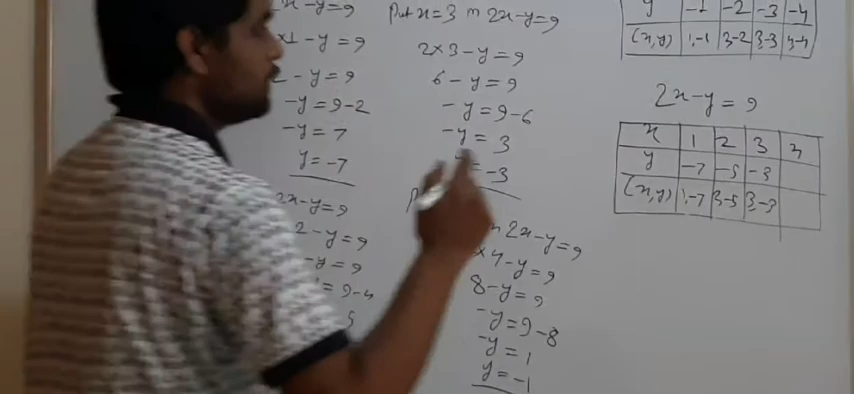 x-y=9
x1-y=9
2-y=9
-y=9-2
-y=7
y=-7
2x-y=9
2-y=9
-y=9
=9-4
5
Put x=3 in 2x-y=9
2×3-y=9
6-y=9
-y=9-6
-y=3
=-3
2x-y=9
×4-y=9
8-y=9
-y=9-8
-y=1
y=-1
y -1 -2 -3 -4
(x,y) 1,-1 3,-2 3,-3 3,-4
2x-y=9
x 1 2 3 4
y -7 -5 -3
(x,y) 1,-7 3,-5 3,-3